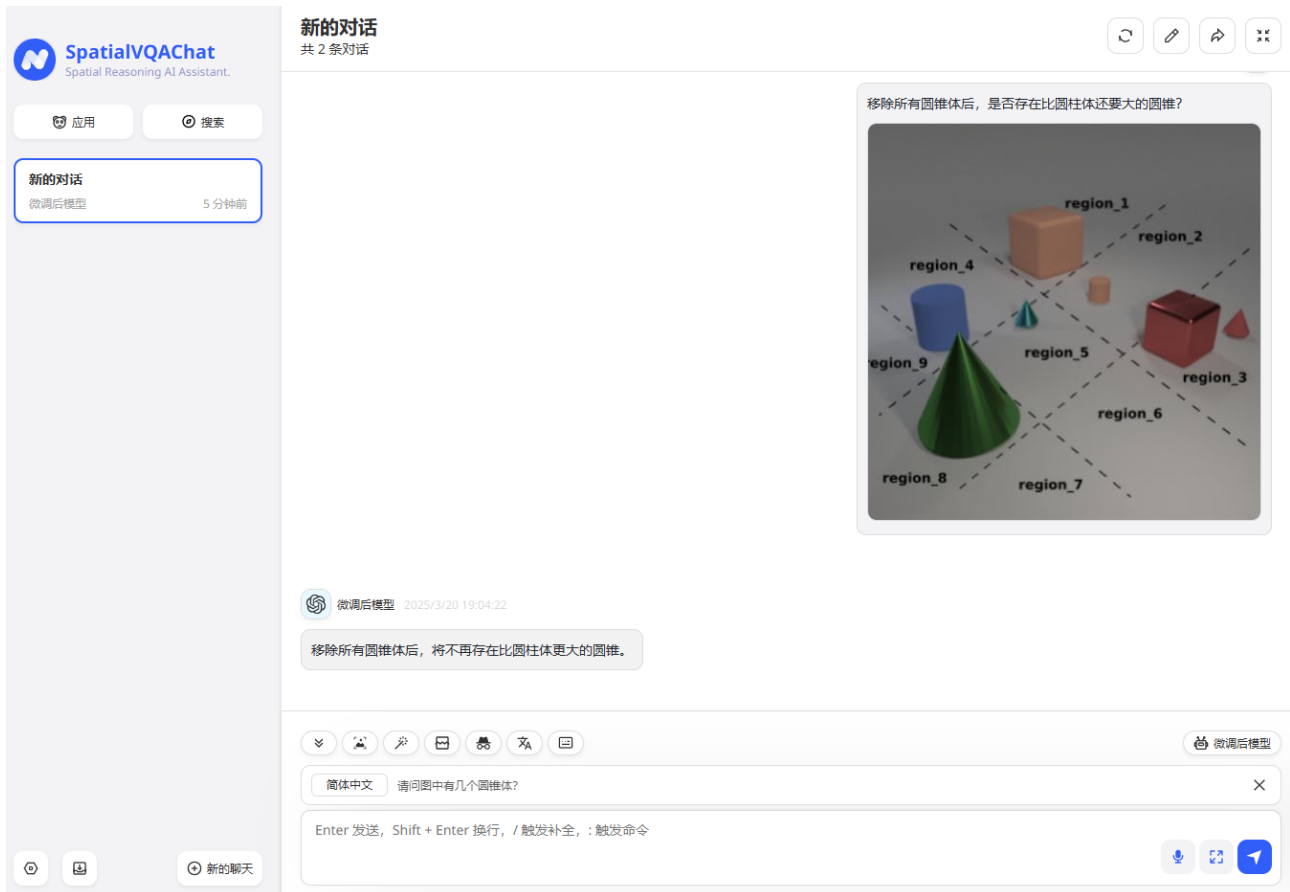 SpatialVQAChat
Spatial Reasoning AI Assistant.
应用
搜索
新的对话
微调后模型
5 分钟前
新的聊天
新的对话
共 2 条对话
移除所有圆锥体后，是否存在比圆柱体还要大的圆锥？
region_1
region_2
region_4
region_5
region_9
region_3
region_6
region_8
region_7
微调后模型 2025/3/20 19:04:22
移除所有圆锥体后，将不再存在比圆柱体更大的圆锥。
微调后模型
简体中文 请问图中有几个圆锥体？
Enter 发送，Shift + Enter 换行，/ 触发补全，: 触发命令